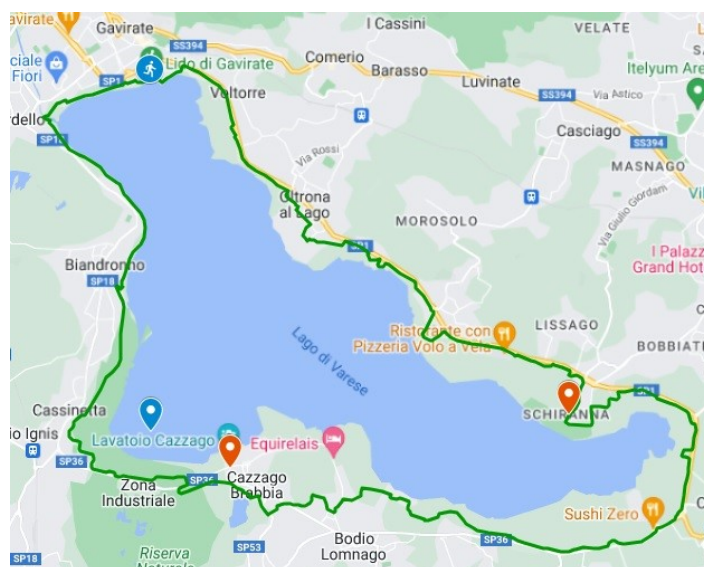 avirate
Gavirate
I Cassini
VELATE
SS394
ciale
Fiori
Lido di Gavirate
Comerio
Barasso
Luvinate
Itelyum Are
SP1
Voltorre
Via Astico
SS394
rdello
SP18
Casciago
SS394
Via Rossi
MASNAGO
Oltrona
al Lago
Via Giulio Giordani
MOROSOLO
SP1
I Palazz
Grand Hot
Biandronno
SP18
Ristorante con
Pizzeria Volo a Vela
LISSAGO
BOBBIATE
Lago di Varese
SP1
SCHIRANNA
Cassinetta
io Ignis
Lavatoio Cazzago
Equirelais
SP36
SP36
Cazzago
Brabbia
Zona
Industriale
Sushi Zero
Bodio
Lomnago
SP36
SP53
Riserva
SP18